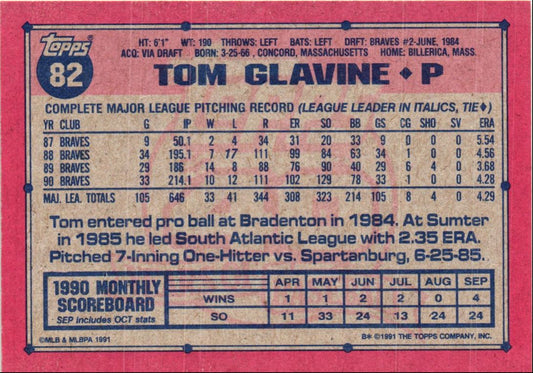 Topps
82
HT: 6'1" WT: 190 THROWS: LEFT BATS: LEFT DRFT: BRAVES #2-JUNE, 1984
ACQ: VIA DRAFT BORN: 3-25-66, CONCORD, MASSACHUSETTS HOME: BILLERICA, MASS.
TOM GLAVINE ♦ P
COMPLETE MAJOR LEAGUE PITCHING RECORD (LEAGUE LEADER IN ITALICS, TIE♦)
YR CLUB G IP W L R ER SO BB GS CG SHO SV ERA
87 BRAVES 9 50.1 2 4 34 31 20 33 9 0 0 0 5.54
88 BRAVES 34 195.1 7 17 111 99 84 63 34 1 0 0 4.56
89 BRAVES 29 186 14 8 88 76 90 40 29 6 4 0 3.68
90 BRAVES 33 214.1 10 12 111 102 129 78 33 1 0 0 4.28
MAJ. LEA. TOTALS 105 646 33 41 344 308 323 214 105 8 4 0 4.29
Tom entered pro ball at Bradenton in 1984. At Sumter
in 1985 he led South Atlantic League with 2.35 ERA.
Pitched 7-Inning One-Hitter vs. Spartanburg, 6-25-85.
1990 MONTHLY
SCOREBOARD
SEP includes OCT stats
APR MAY JUN JUL AUG SEP
WINS 1 1 2 2 0 4
SO 11 33 24 13 24 24
©MLB & MLBPA 1991
B* ©1991 THE TOPPS COMPANY, INC.